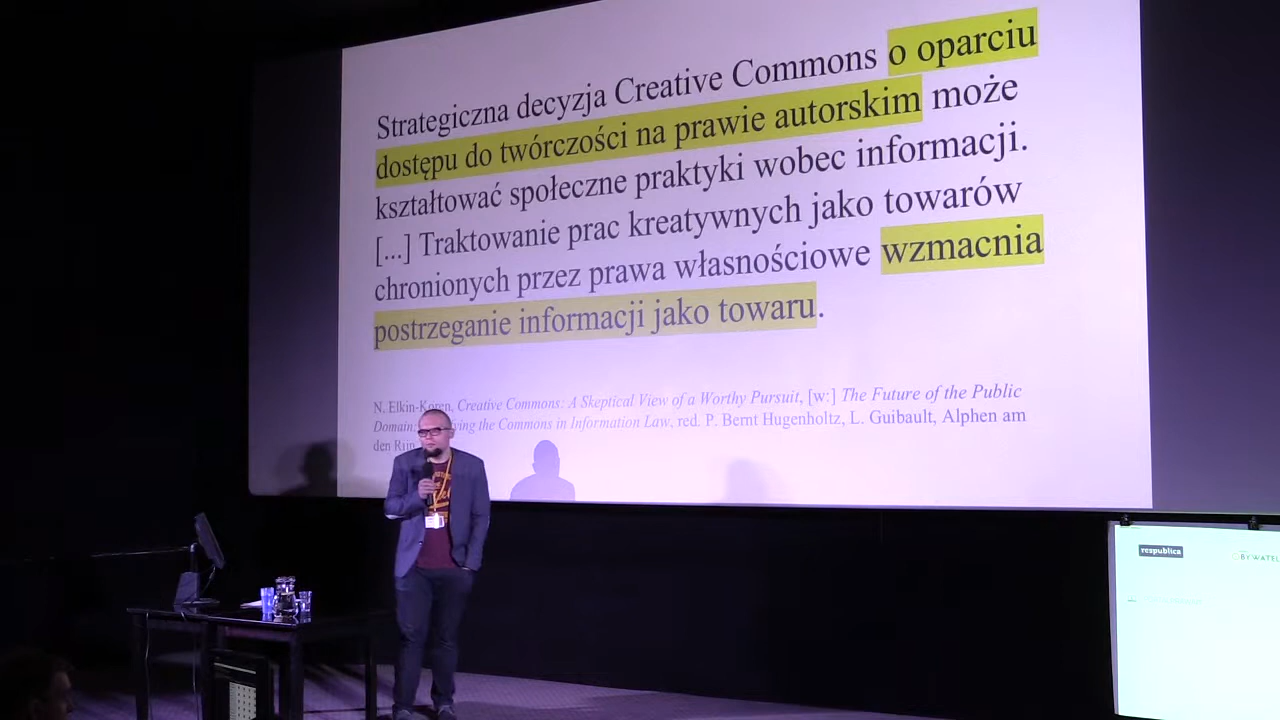 Strategiczna decyzja Creative Commons o oparciu
dostępu do twórczości na prawie autorskim może
kształtować społeczne praktyki wobec informacji.
[...] Traktowanie prac kreatywnych jako towarów
chronionych przez prawa własnościowe wzmacnia
postrzeganie informacji jako towaru.
N. Elkin-Koren, Creative Commons: A Skeptical View of a Worthy Pursuit, [w:] The Future of the Public
Domain: the Commons in Information Law, red. P. Bernt Hugenholtz, L. Guibault, Alphen am
den Rijn
respublica